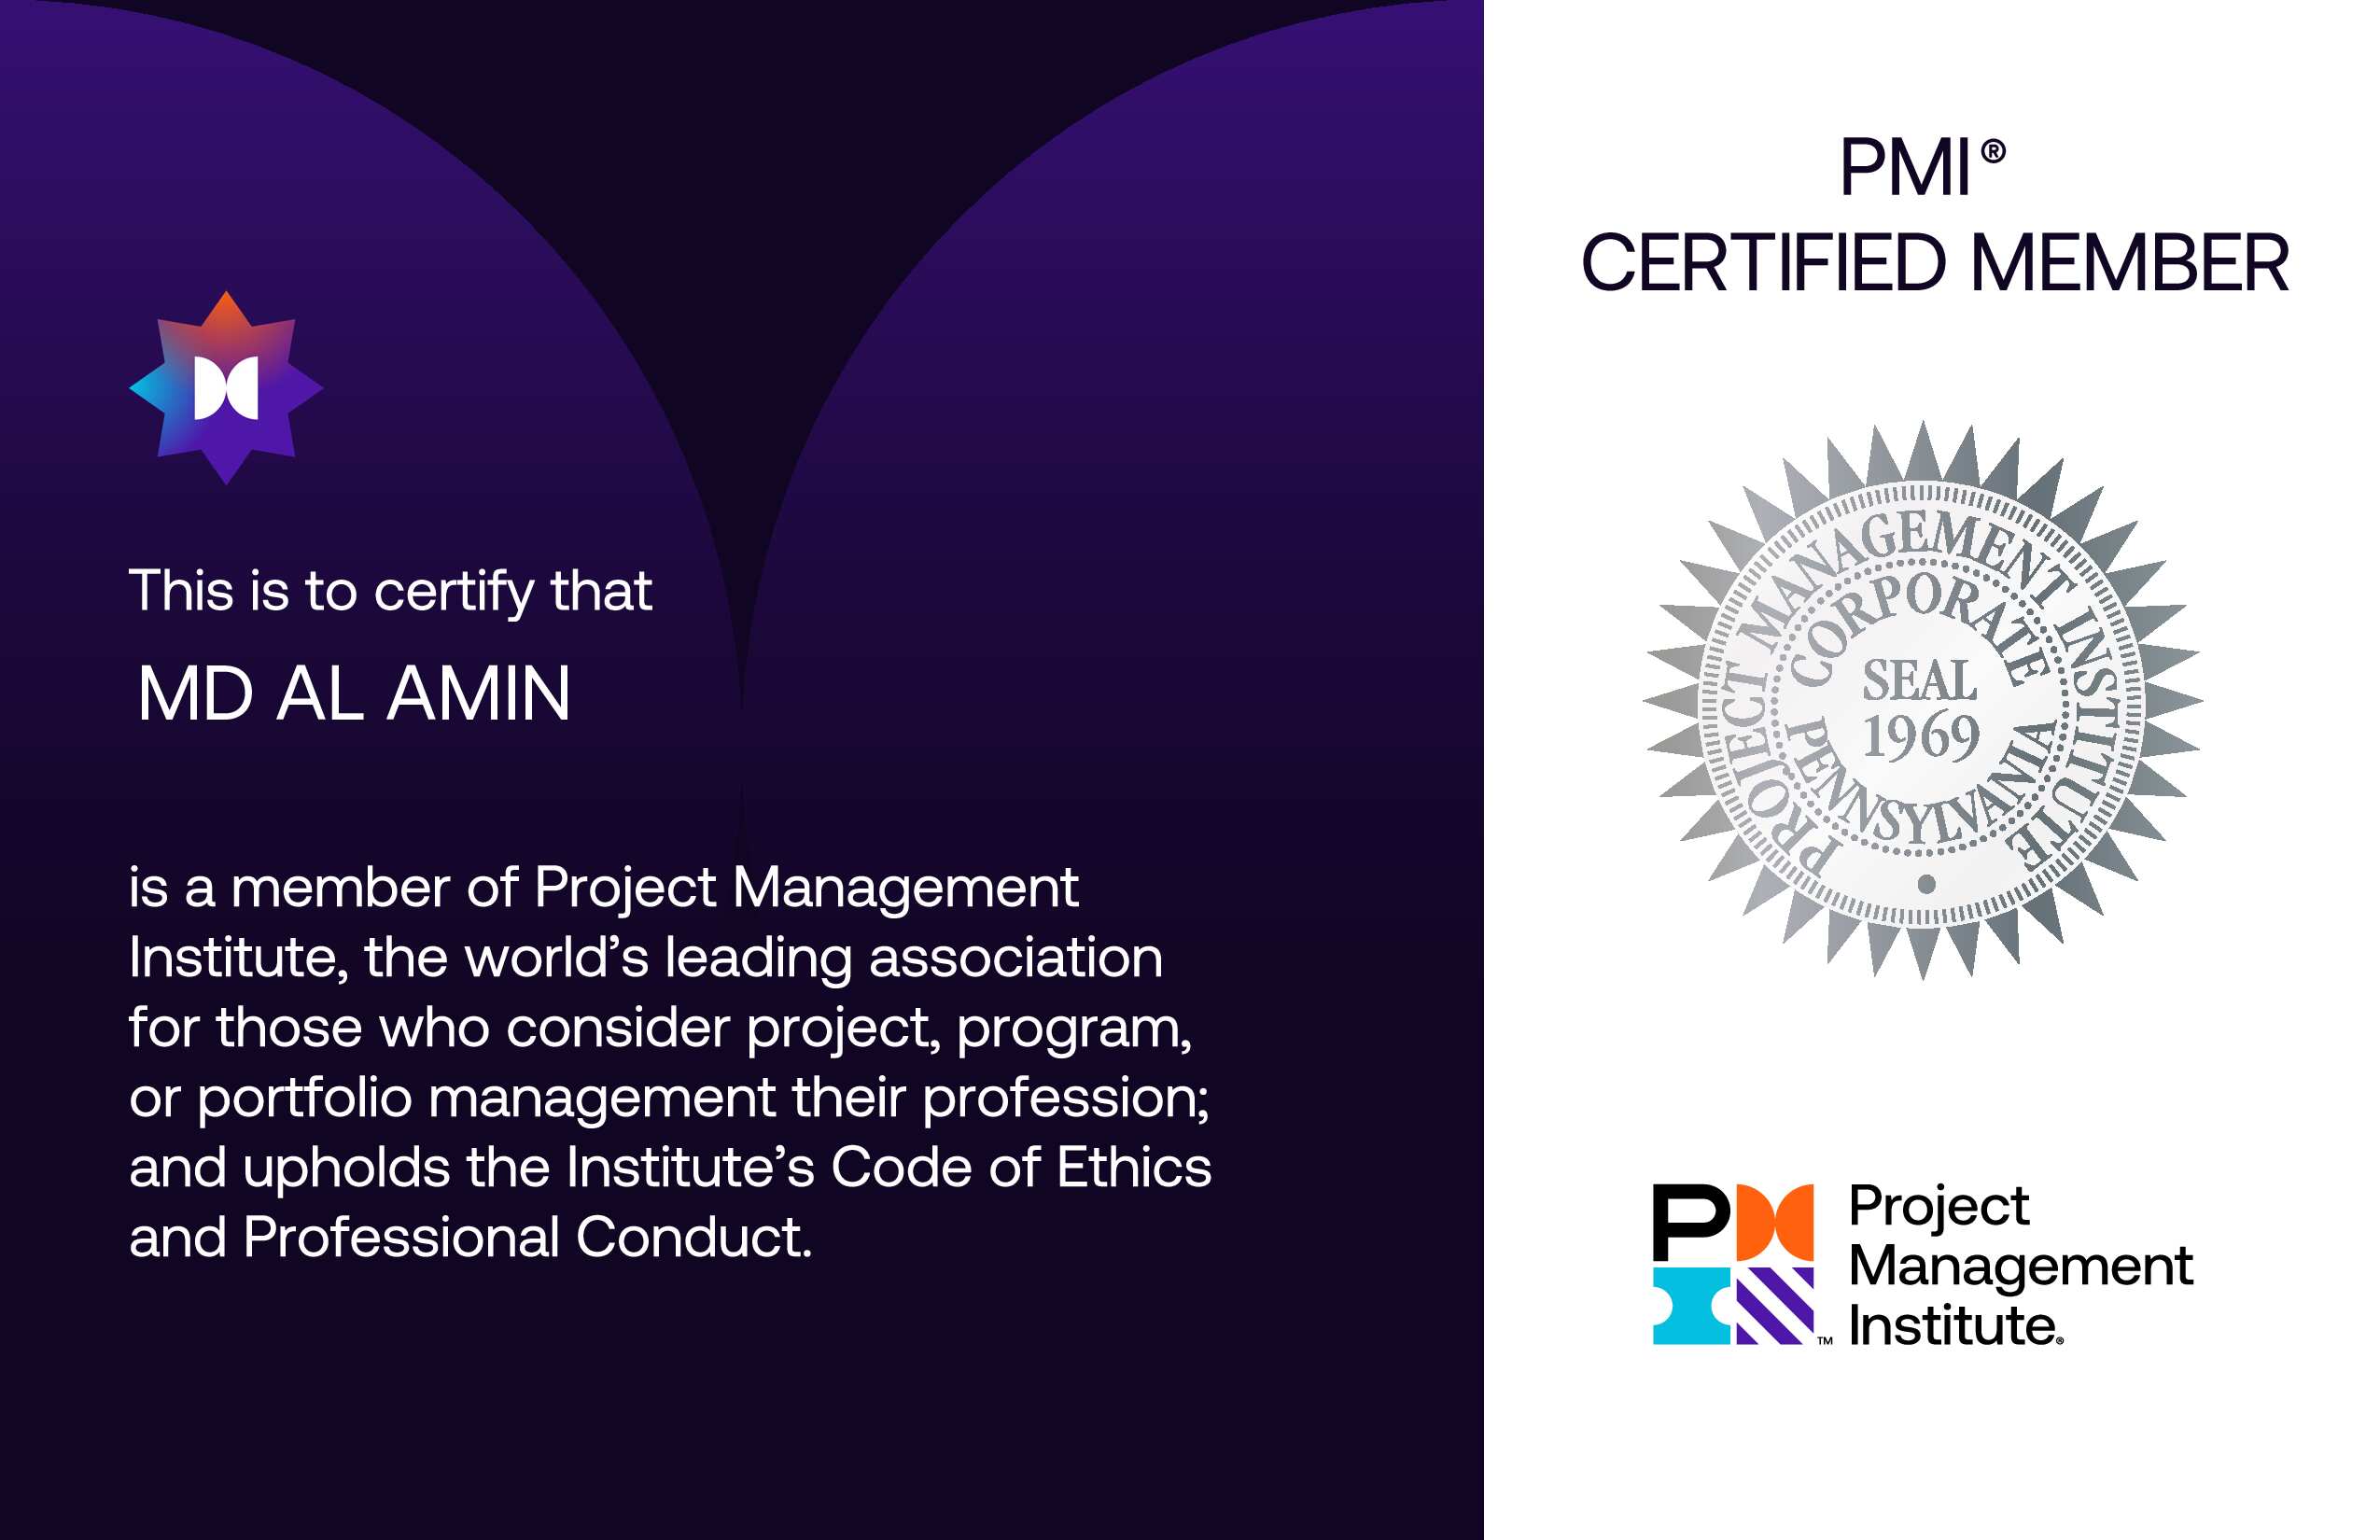 This is to certify that
MD AL AMIN
is a member of Project Management
Institute, the world’s leading association
for those who consider project, program,
or portfolio management their profession;
and upholds the Institute’s Code of Ethics
and Professional Conduct.
PMI®
CERTIFIED MEMBER
PROJECT MANAGEMENT INSTITUTE
CORPORATE
SEAL
1969
PENNSYLVANIA
PM
I
™
Project
Management
Institute®